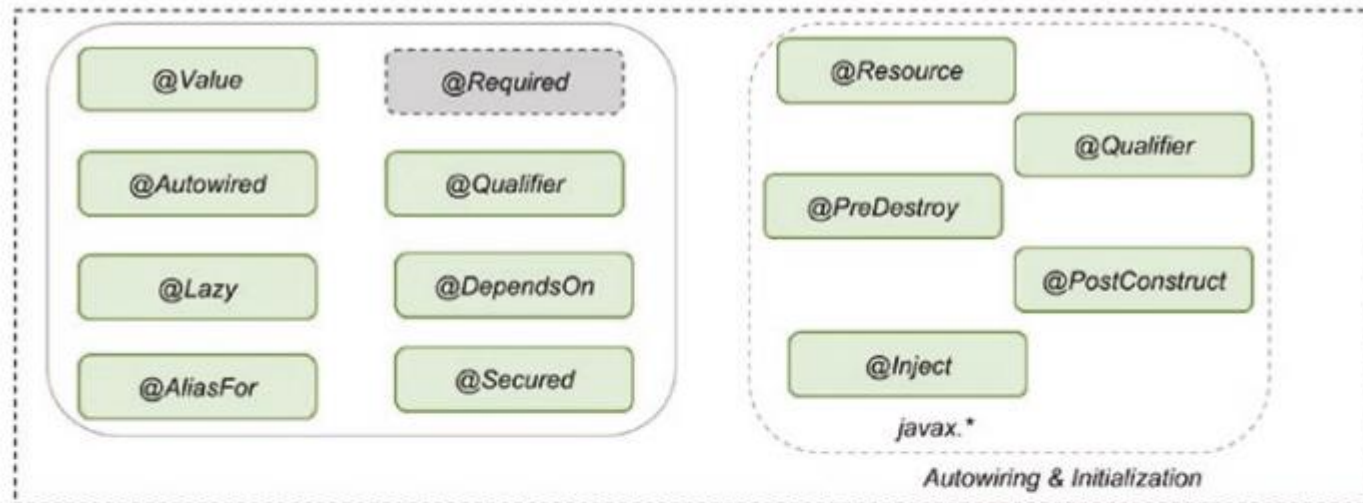 @Value
@Required
@Autowired
@Qualifier
@Lazy
@DependsOn
@AliasFor
@Secured
@Resource
@Qualifier
@PreDestroy
@PostConstruct
@Inject
javax.*
Autowiring & Initialization